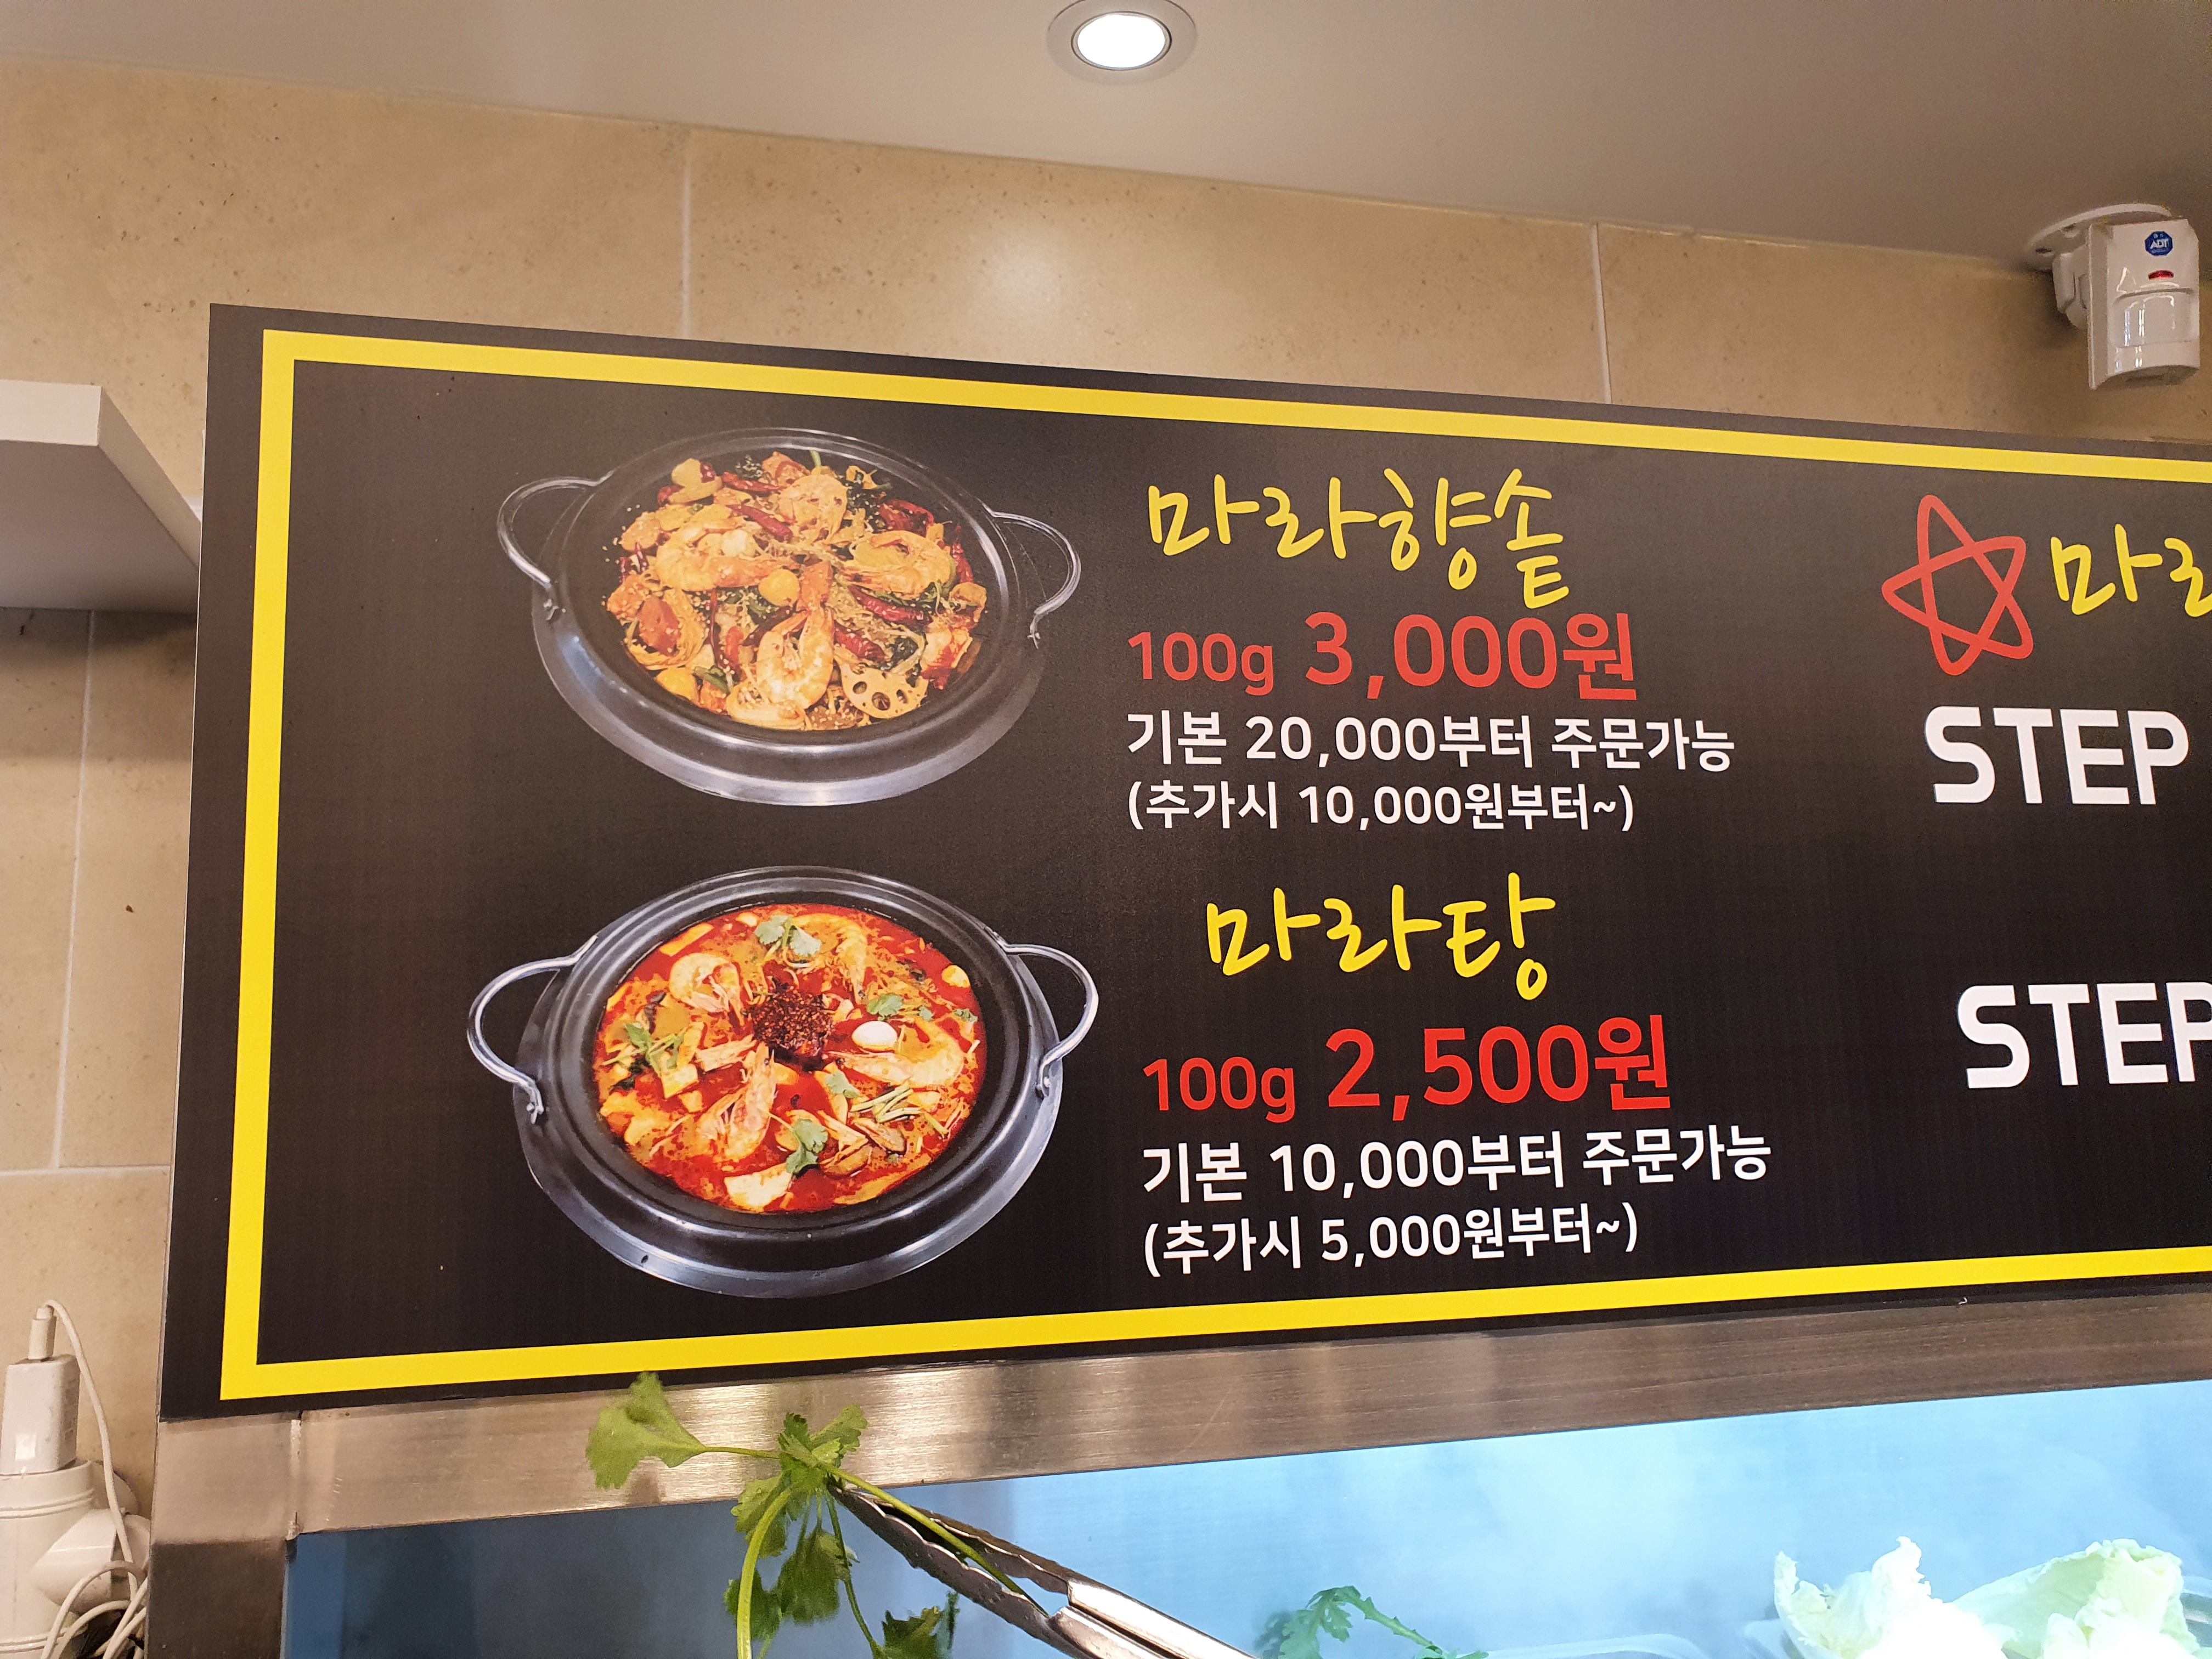 마라향솥
100g 3,000원
기본 20,000부터 주문가능
(추가시 10,000원부터~)
마라탕
100g 2,500원
기본 10,000부터 주문가능
(추가시 5,000원부터~)
마라
STEP
STEP
ADT